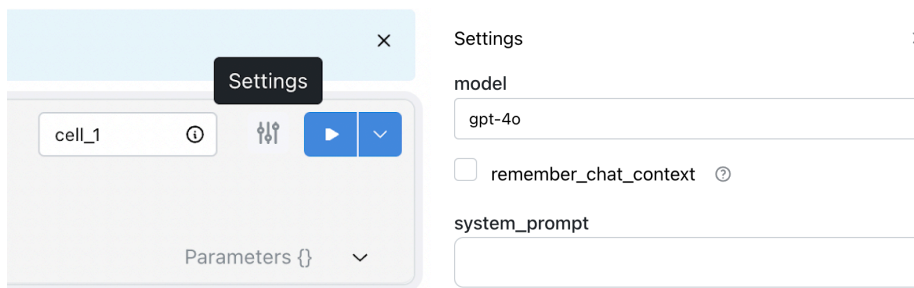 Settings
cell_1
Parameters {}
Settings
model
gpt-4o
remember_chat_context
system_prompt